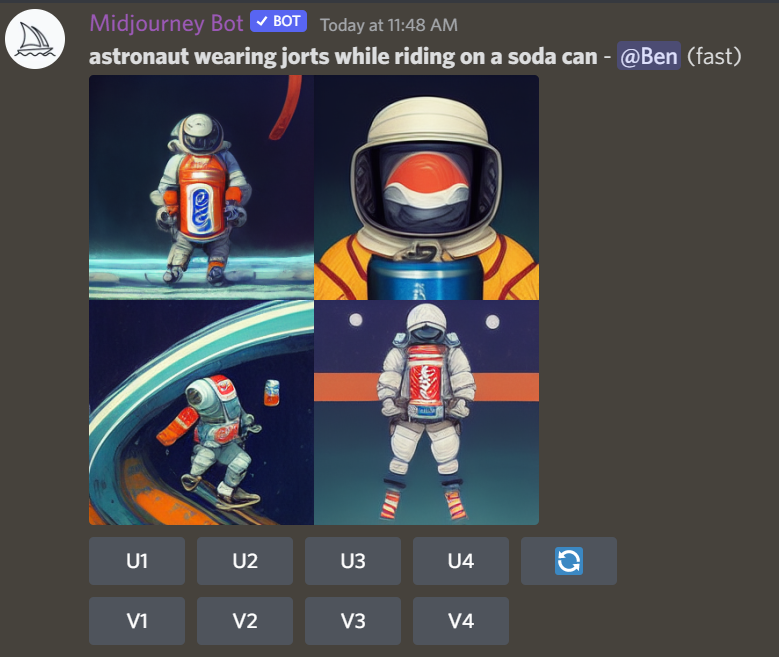 Midjourney Bot ✓ BOT Today at 11:48 AM
astronaut wearing jorts while riding on a soda can - @Ben (fast)
U1 U2 U3 U4
V1 V2 V3 V4